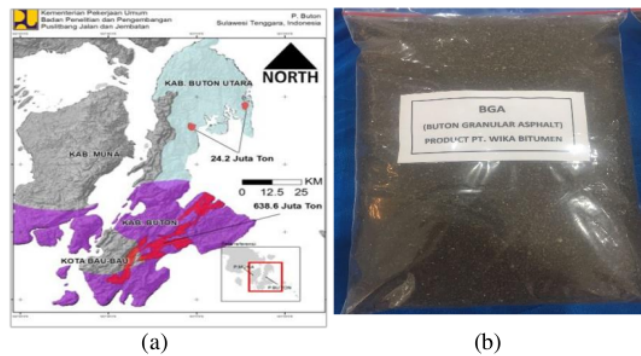 Kementerian Pekerjaan Umum
Badan Penelitian dan Pengembangan
Puslitbang Jalan dan Jembatan
P. Buton
Sulawesi Tenggara, Indonesia
NORTH
KAB. BUTON UTARA
KAB. MUNA
24.2 Juta Ton
KM
0 12.5 25
638.6 Juta Ton
KAB. BUTON
KOTA BAU-BAU
BGA
(BUTON GRANULAR ASPHALT)
PRODUCT PT. WIKA BITUMEN
(a)
(b)